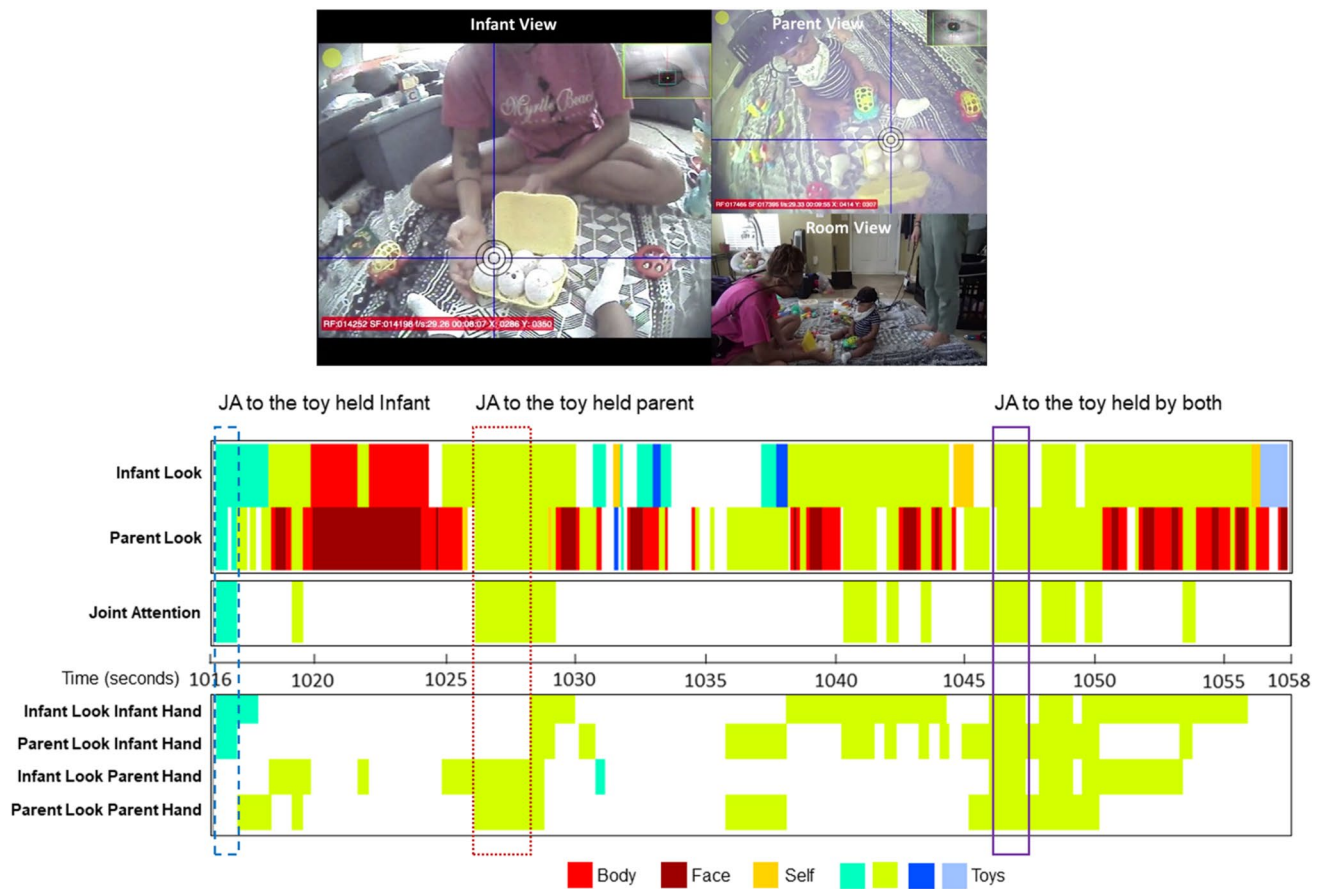 Infant View
Parent View
Myrtle Beach
RF:014252 SF:014198 f/s:29.26 00:08:07 X: 0286 Y: 0350
RF:017466 SF:017395 f/s:29.33 00:09:55 X: 0414 Y: 0307
Room View
JA to the toy held Infant
JA to the toy held parent
JA to the toy held by both
Infant Look
Parent Look
Joint Attention
Time (seconds) 1016 1020 1025 1030 1035 1040 1045 1050 1055 1058
Infant Look Infant Hand
Parent Look Infant Hand
Infant Look Parent Hand
Parent Look Parent Hand
Body Face Self Toys